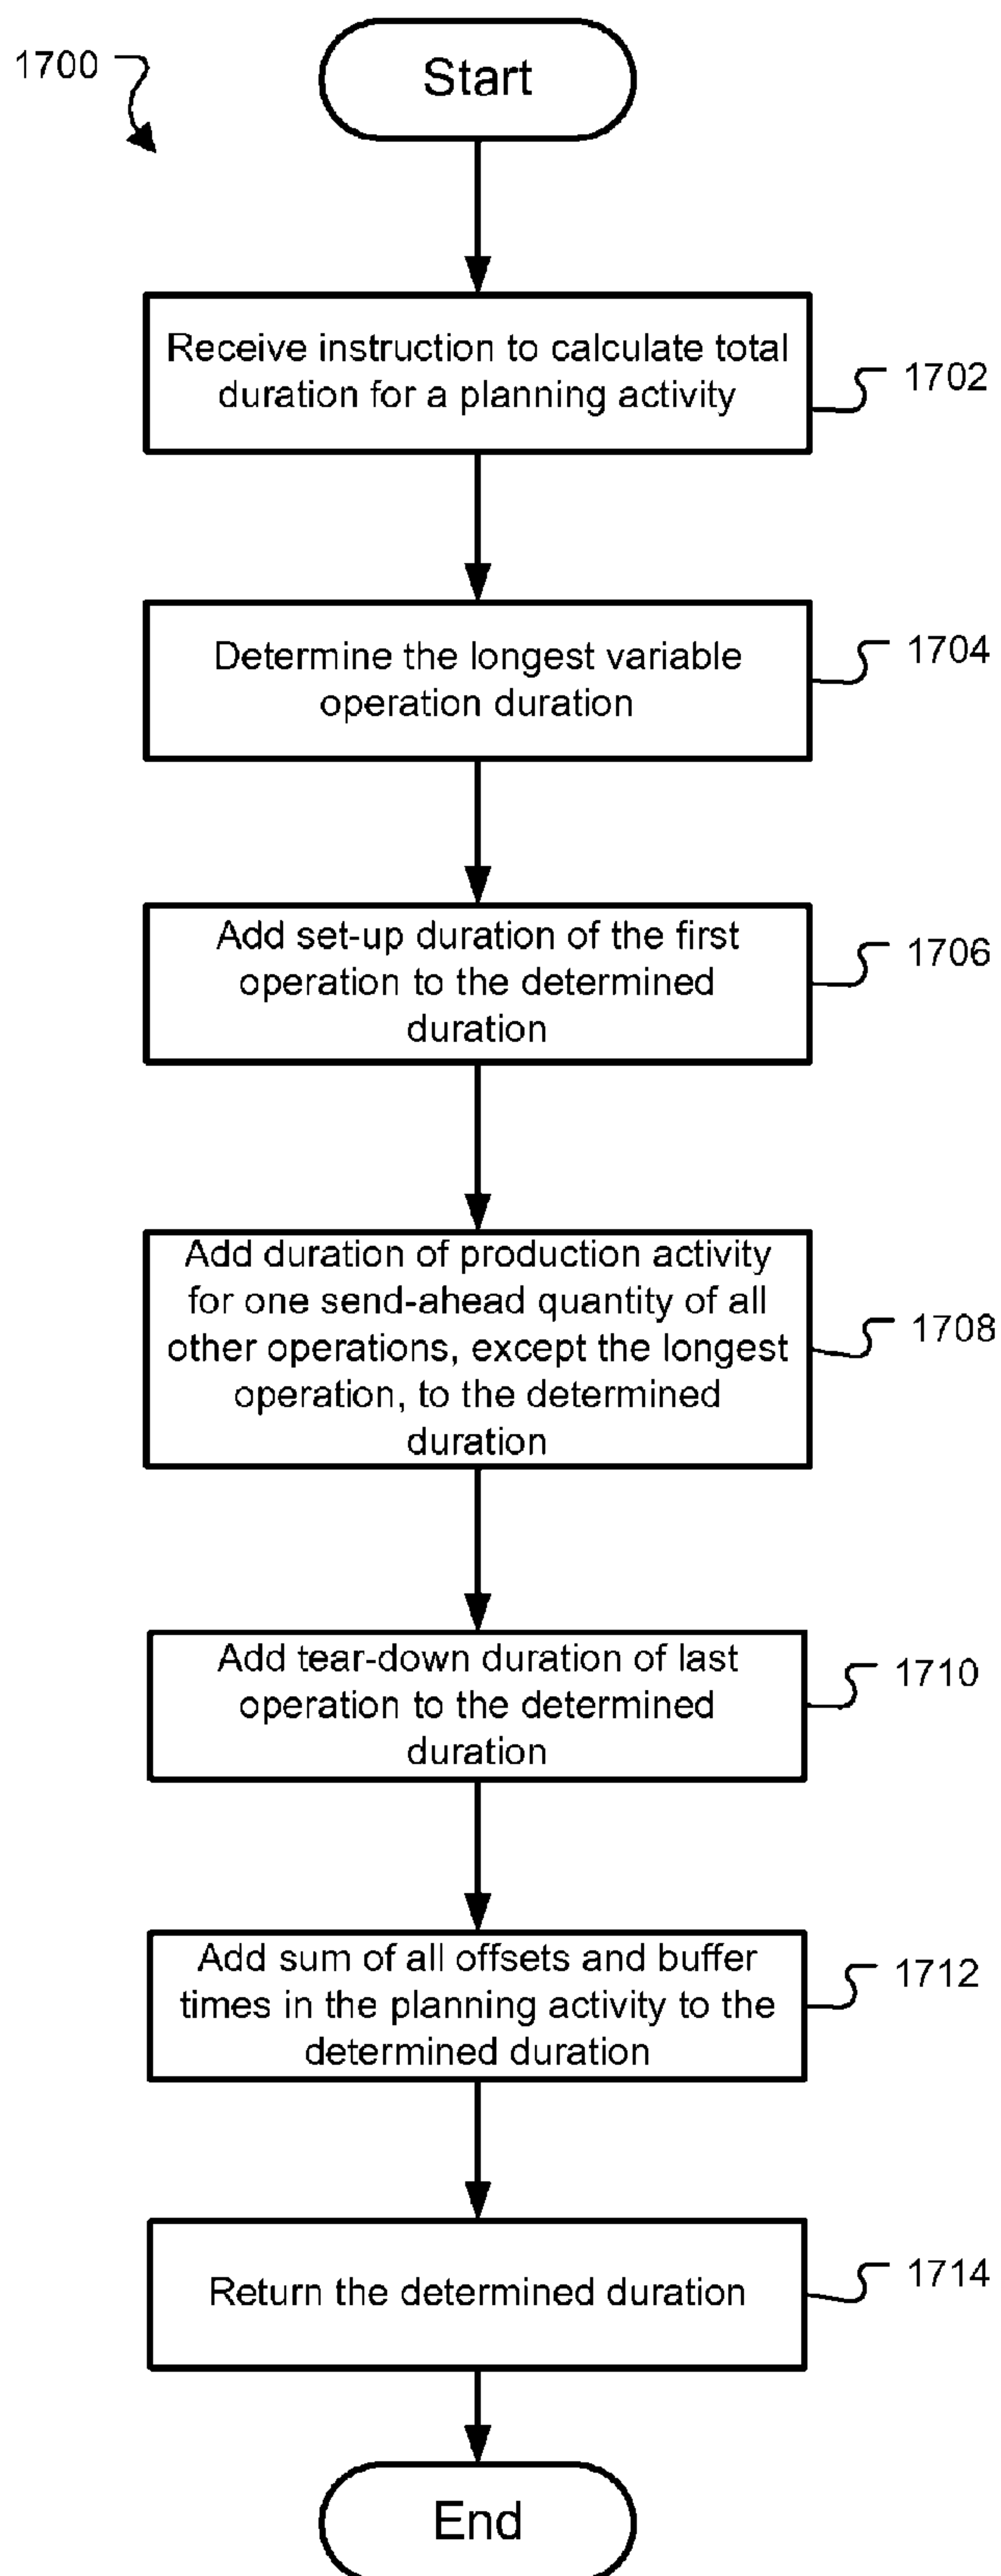 1700
Start
Receive instruction to calculate total
duration for a planning activity
1702
Determine the longest variable
operation duration
1704
Add set-up duration of the first
operation to the determined
duration
1706
Add duration of production activity
for one send-ahead quantity of all
other operations, except the longest
operation, to the determined
duration
1708
Add tear-down duration of last
operation to the determined
duration
1710
Add sum of all offsets and buffer
times in the planning activity to the
determined duration
1712
Return the determined duration
1714
End